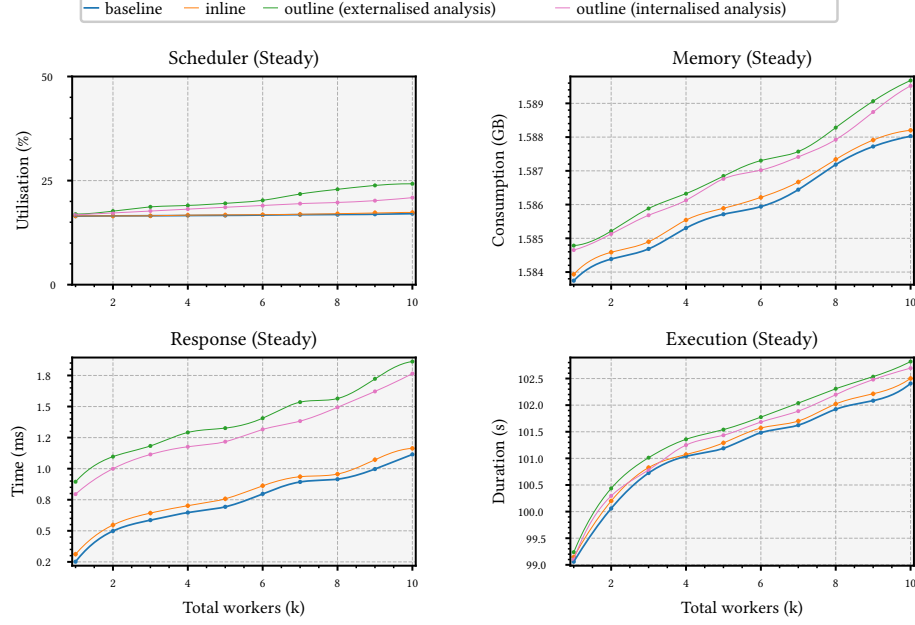 baseline inline outline (externalised analysis) outline (internalised analysis)
Scheduler (Steady)
Utilisation (%)
50
25
0
2 4 6 8 10
Memory (Steady)
Consumption (GB)
1.589
1.588
1.587
1.586
1.585
1.584
2 4 6 8 10
Response (Steady)
Time (ms)
1.8
1.5
1.2
1.0
0.8
0.5
0.2
2 4 6 8 10
Total workers (k)
Execution (Steady)
Duration (s)
102.5
102.0
101.5
101.0
100.5
100.0
99.5
99.0
2 4 6 8 10
Total workers (k)